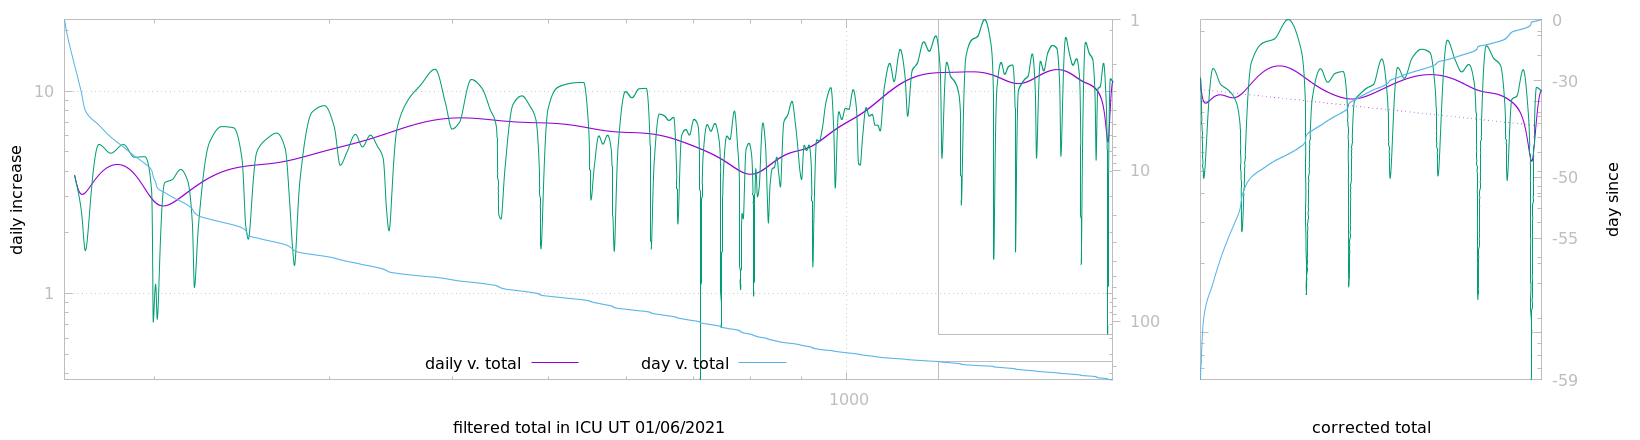 daily increase
10
1
daily v. total
day v. total
1000
filtered total in ICU UT 01/06/2021
1
10
100
corrected total
0
-30
-50
-55
-59
day since